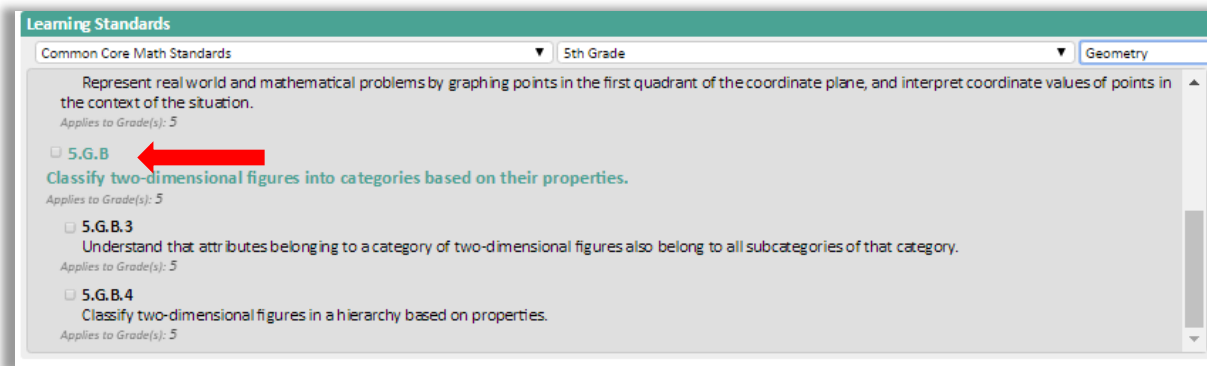 Learning Standards
Common Core Math Standards 5th Grade Geometry
Represent real world and mathematical problems by graphing points in the first quadrant of the coordinate plane, and interpret coordinate values of points in
the context of the situation.
Applies to Grade(s): 5
5.G.B
Classify two-dimensional figures into categories based on their properties.
Applies to Grade(s): 5
5.G.B.3
Understand that attributes belonging to a category of two-dimensional figures also belong to all subcategories of that category.
Applies to Grade(s): 5
5.G.B.4
Classify two-dimensional figures in a hierarchy based on properties.
Applies to Grade(s): 5